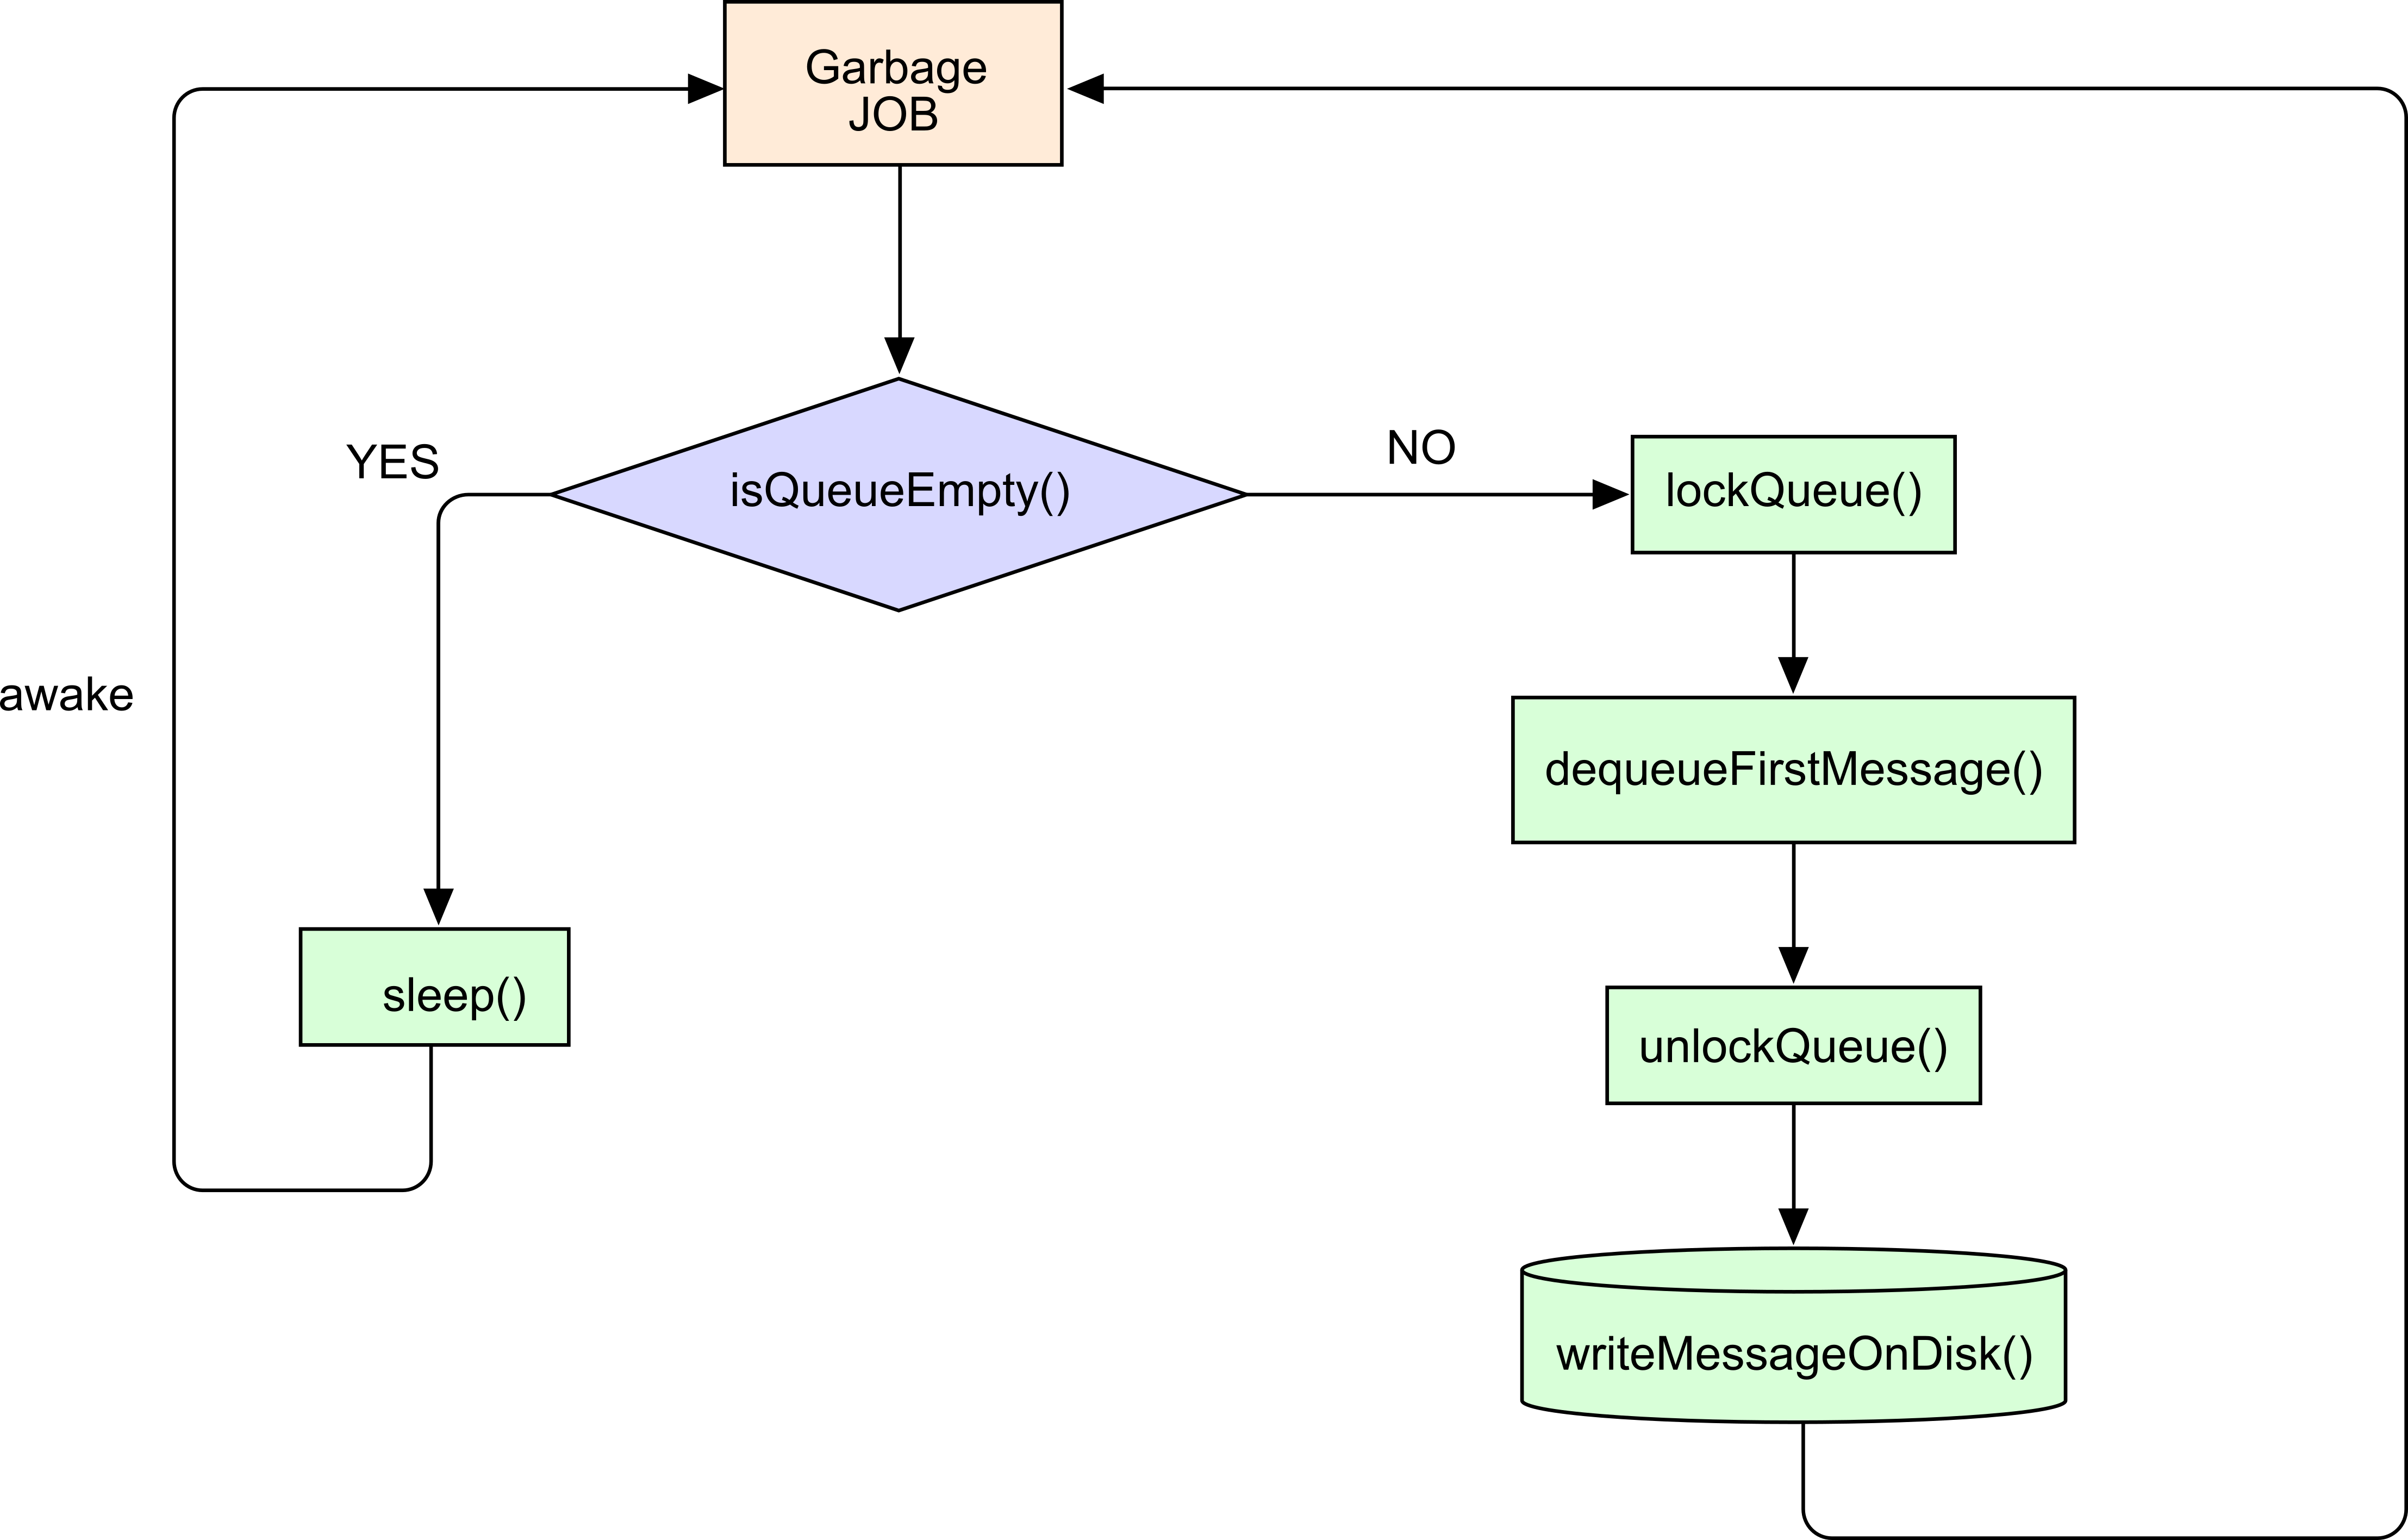 Garbage
JOB
YES
isQueueEmpty()
NO
lockQueue()
awake
dequeueFirstMessage()
sleep()
unlockQueue()
writeMessageOnDisk()